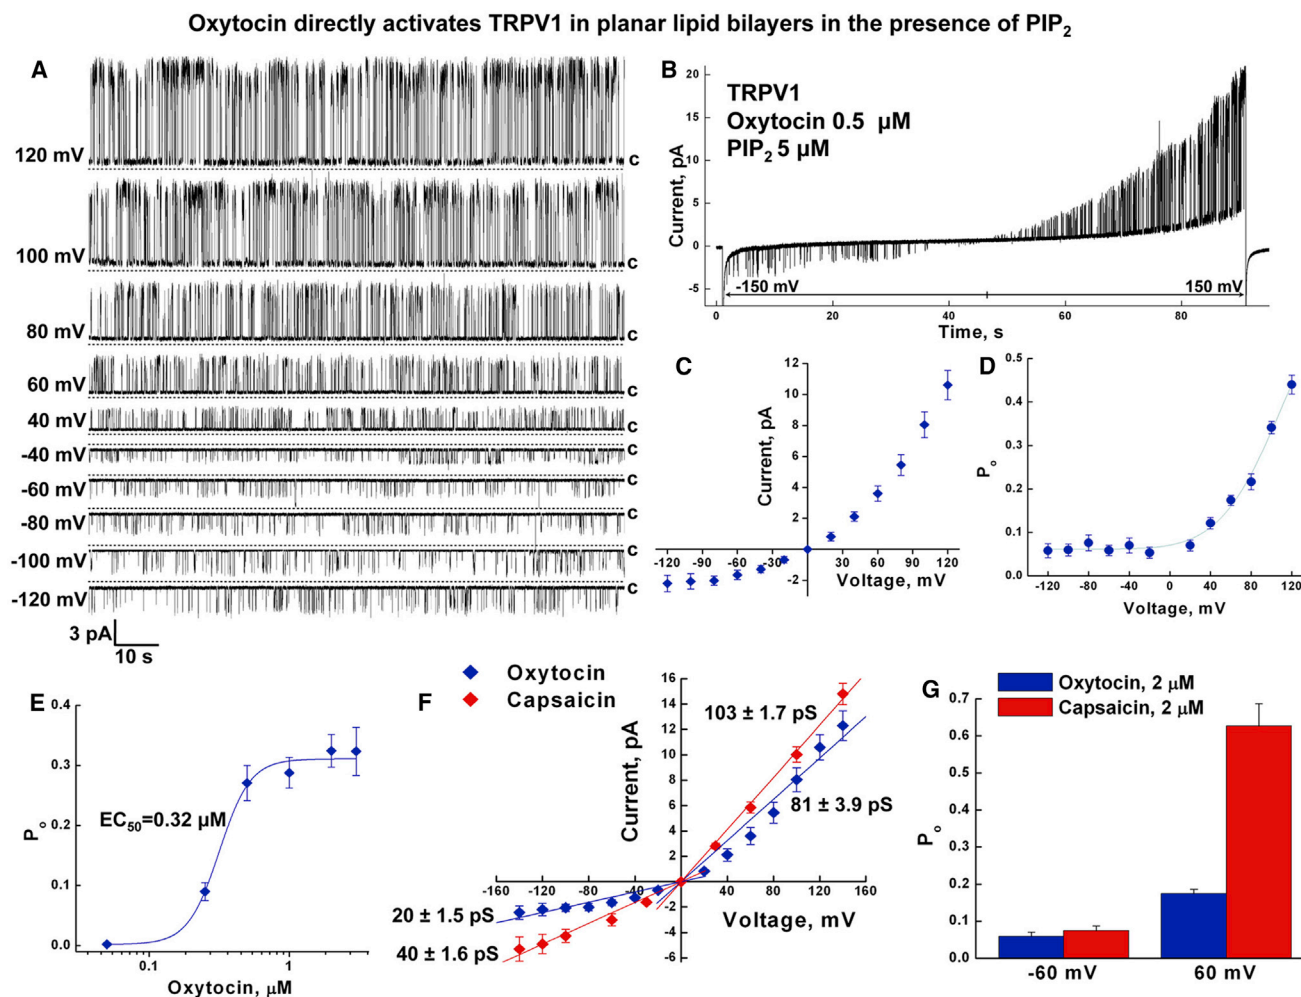 Oxytocin directly activates TRPV1 in planar lipid bilayers in the presence of PIP₂
A
120 mV
c
100 mV
c
80 mV
c
60 mV
c
40 mV
c
-40 mV
c
-60 mV
c
-80 mV
c
-100 mV
c
-120 mV
c
3 pA
10 s
B
TRPV1
Oxytocin 0.5 µM
PIP₂ 5 µM
Current, pA
20
15
10
5
0
-5
-150 mV
150 mV
0 20 40 60 80
Time, s
C
Current, pA
12
10
8
6
4
2
-2
-120 -90 -60 -30
30 60 90 120
Voltage, mV
D
Pₒ
0.5
0.4
0.3
0.2
0.1
0.0
-120 -80 -40 0 40 80 120
Voltage, mV
E
Pₒ
0.4
0.3
0.2
0.1
0.0
EC₅₀=0.32 µM
0.1 1
Oxytocin, µM
Oxytocin
Capsaicin
F
Current, pA
16
14
12
10
8
6
4
2
-2
-4
-6
-160 -120 -80 -40
40 80 120 160
Voltage, mV
103 ± 1.7 pS
81 ± 3.9 pS
20 ± 1.5 pS
40 ± 1.6 pS
G
Oxytocin, 2 µM
Capsaicin, 2 µM
Pₒ
0.7
0.6
0.5
0.4
0.3
0.2
0.1
0.0
-60 mV 60 mV